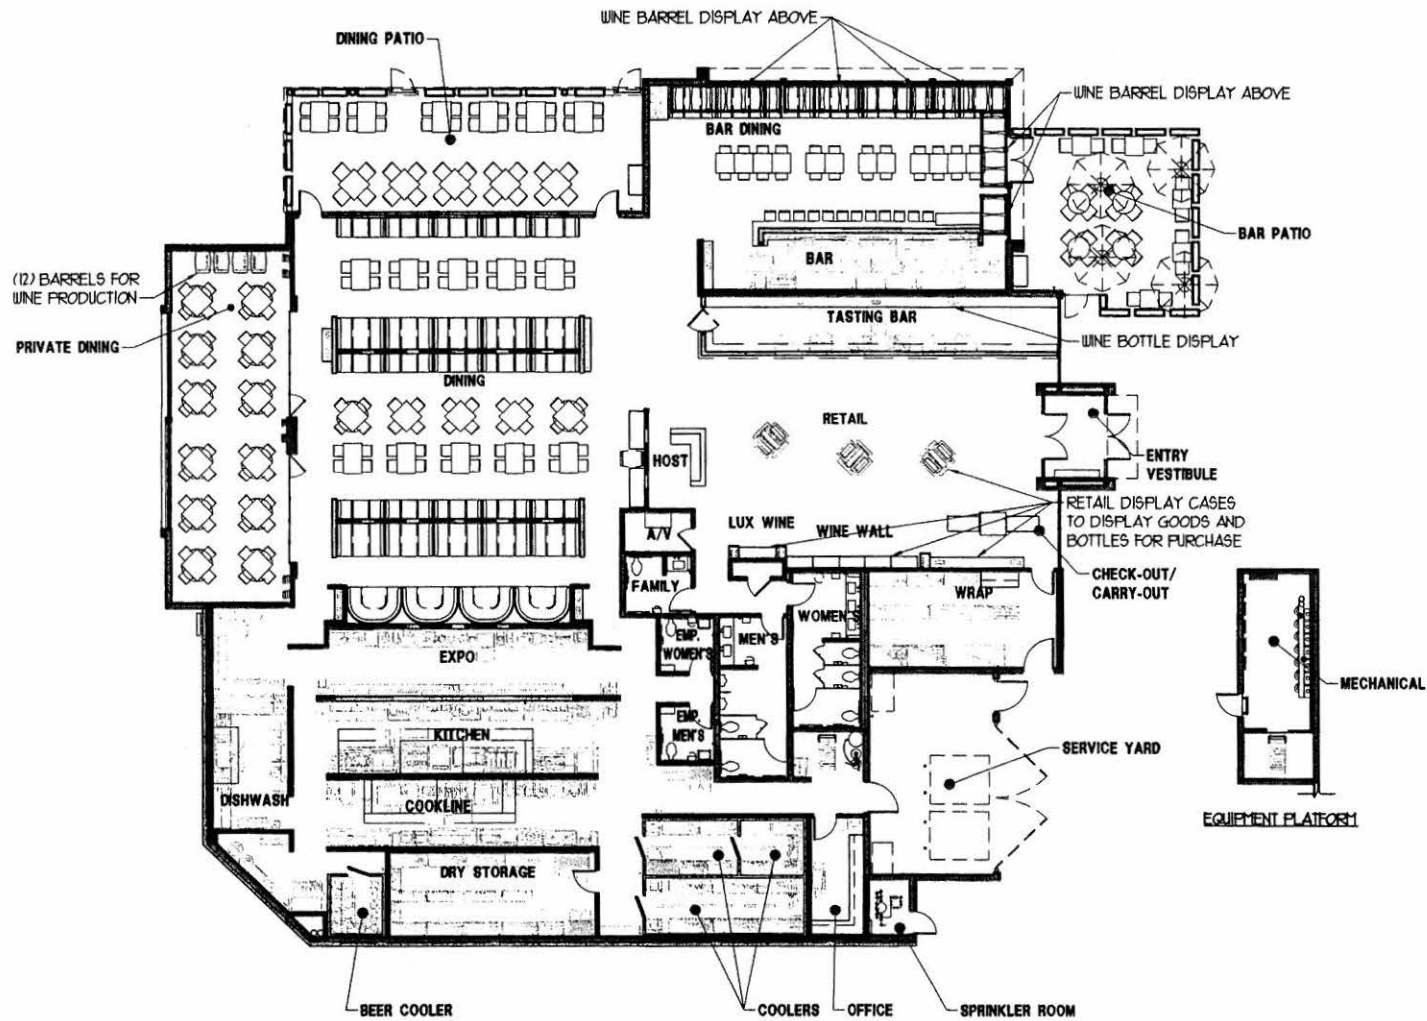 WINE BARREL DISPLAY ABOVE
DINING PATIO
WINE BARREL DISPLAY ABOVE
BAR DINING
BAR PATIO
BAR
(12) BARRELS FOR
WINE PRODUCTION
TASTING BAR
WINE BOTTLE DISPLAY
PRIVATE DINING
DINING
RETAIL
HOST
ENTRY
VESTIBULE
RETAIL DISPLAY CASES
TO DISPLAY GOODS AND
BOTTLES FOR PURCHASE
LUX WINE
WINE WALL
A/V
CHECK-OUT/
CARRY-OUT
FAMILY
WRAP
WOMEN'S
EMP.
WOMEN'S
MEN'S
EXPO
MECHANICAL
KITCHEN
EMP.
MEN'S
SERVICE YARD
DISHWASH
COOKLINE
EQUIPMENT PLATFORM
DRY STORAGE
BEER COOLER
COOLERS
OFFICE
SPRINKLER ROOM